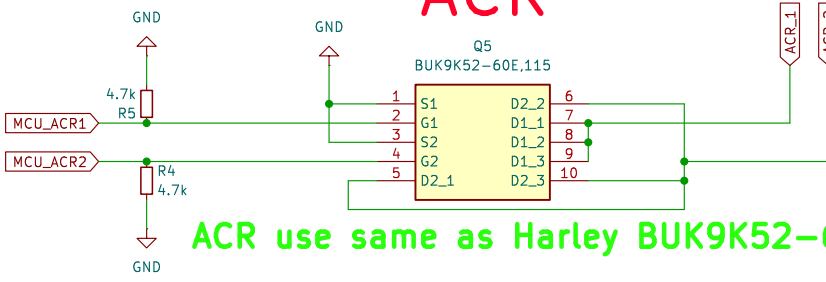 ACR
GND
GND
Q5
BUK9K52-60E,115
ACR_1
4.7k
R5
MCU_ACR1
MCU_ACR2
R4
4.7k
GND
1 S1 D2_2 6
2 G1 D1_1 7
3 S2 D1_2 8
4 G2 D1_3 9
5 D2_1 D2_3 10
ACR use same as Harley BUK9K52-